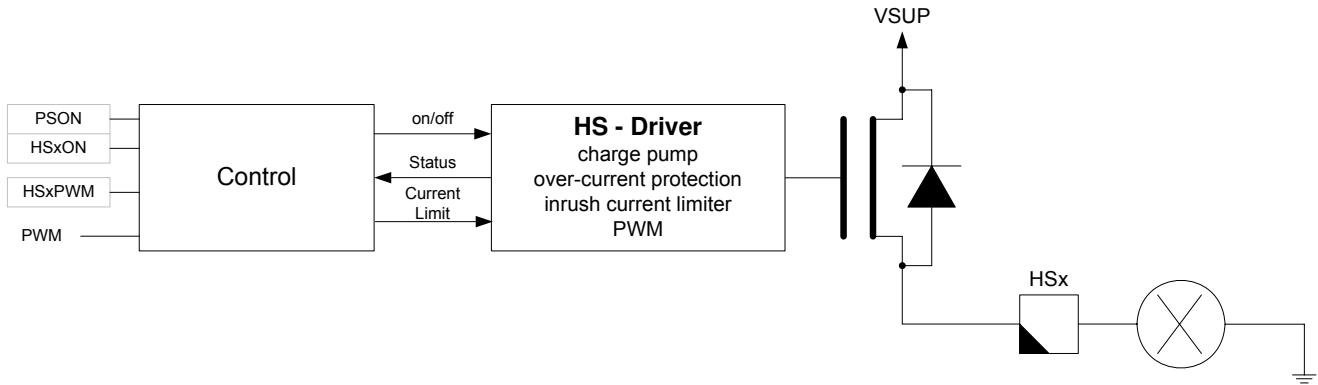 VSUP
PSON
HSxON
HSxPWM
PWM
Control
on/off
Status
Current
Limit
HS - Driver
charge pump
over-current protection
inrush current limiter
PWM
HSx